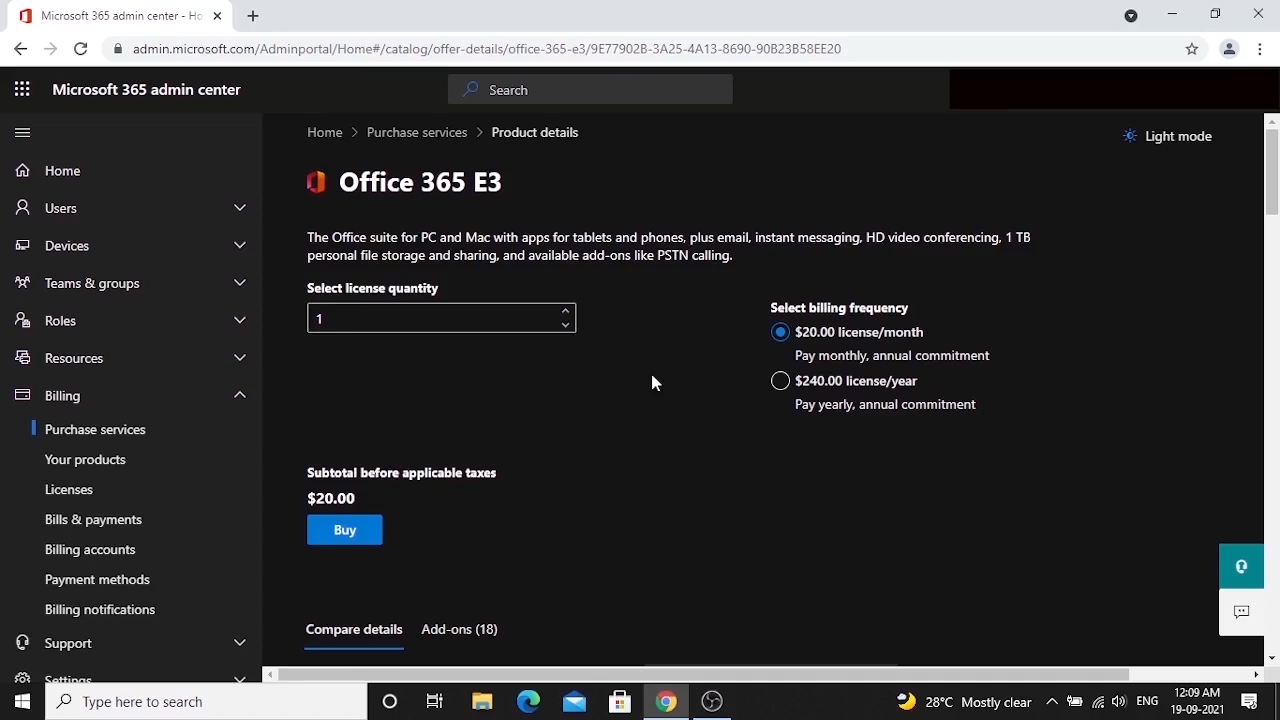 Microsoft 365 admin center - Ho
admin.microsoft.com/Adminportal/Home#/catalog/offer-details/office-365-e3/9E77902B-3A25-4A13-8690-90B23B58EE20
Microsoft 365 admin center
Search
Home > Purchase services > Product details
Light mode
Home
Users
Devices
Teams & groups
Roles
Resources
Billing
Purchase services
Your products
Licenses
Bills & payments
Billing accounts
Payment methods
Billing notifications
Support
Settings
Office 365 E3
The Office suite for PC and Mac with apps for tablets and phones, plus email, instant messaging, HD video conferencing, 1 TB
personal file storage and sharing, and available add-ons like PSTN calling.
Select license quantity
1
Select billing frequency
$20.00 license/month
Pay monthly, annual commitment
$240.00 license/year
Pay yearly, annual commitment
Subtotal before applicable taxes
$20.00
Buy
Compare details
Add-ons (18)
Type here to search
28°C Mostly clear
ENG
12:09 AM
19-09-2021